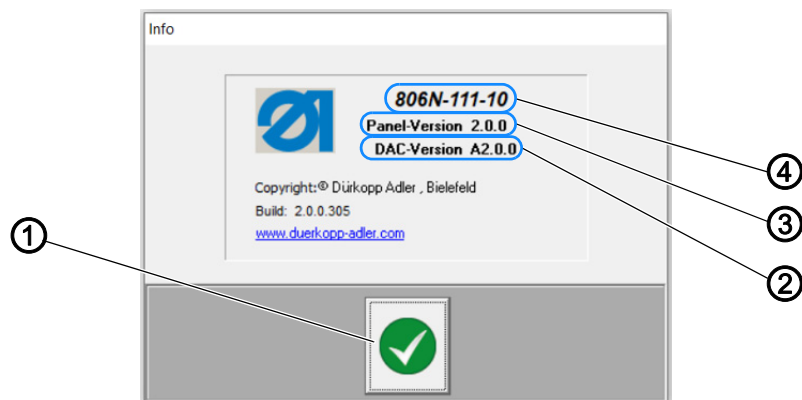 Info
806N-111-10
Panel-Version 2.0.0
DAC-Version A2.0.0
Copyright:© Dürkopp Adler , Bielefeld
Build: 2.0.0.305
www.duerkopp-adler.com
④
③
①
②